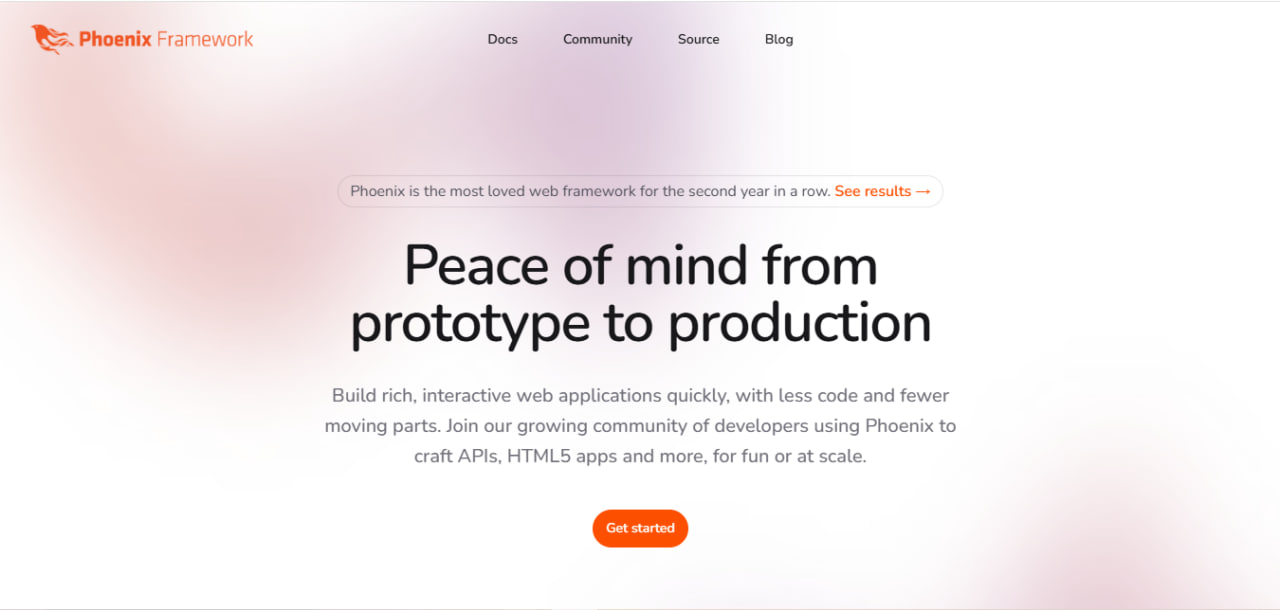 Phoenix Framework
Docs
Community
Source
Blog
Phoenix is the most loved web framework for the second year in a row. See results →
Peace of mind from
prototype to production
Build rich, interactive web applications quickly, with less code and fewer
moving parts. Join our growing community of developers using Phoenix to
craft APIs, HTML5 apps and more, for fun or at scale.
Get started